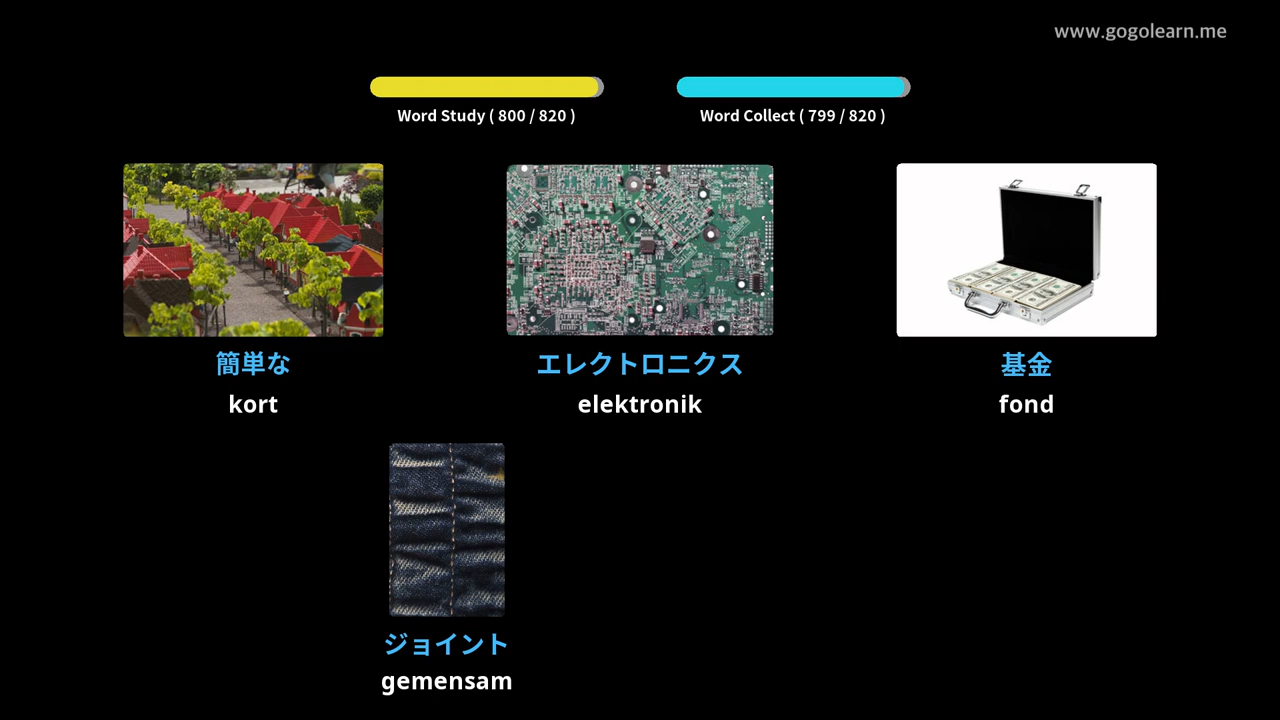 www.gogolearn.me
Word Study ( 800 / 820 )
Word Collect ( 799 / 820 )
簡単な
kort
エレクトロニクス
elektronik
基金
fond
ジョイント
gemensam